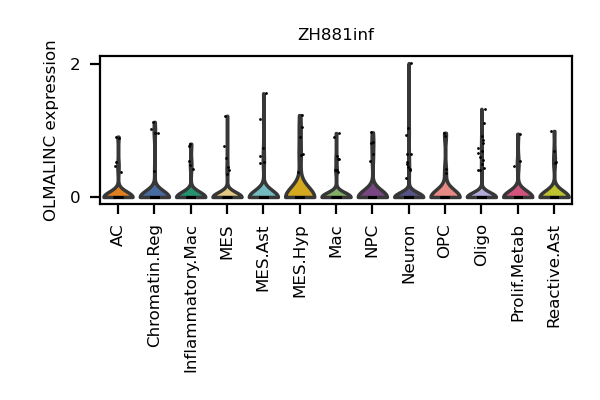 ZH881inf
OLMALINC expression
2
0
AC
Chromatin.Reg
Inflammatory.Mac
MES
MES.Ast
MES.Hyp
Mac
NPC
Neuron
OPC
Oligo
Prolif.Metab
Reactive.Ast